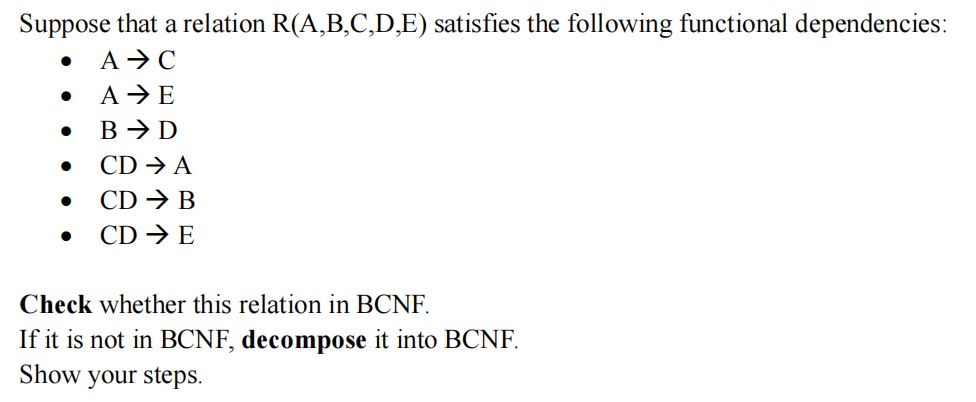 Suppose that a relation R(A,B,C,D,E) satisfies the following functional dependencies:
• A → C
• A → E
• B → D
• CD → A
• CD → B
• CD → E
Check whether this relation in BCNF.
If it is not in BCNF, decompose it into BCNF.
Show your steps.